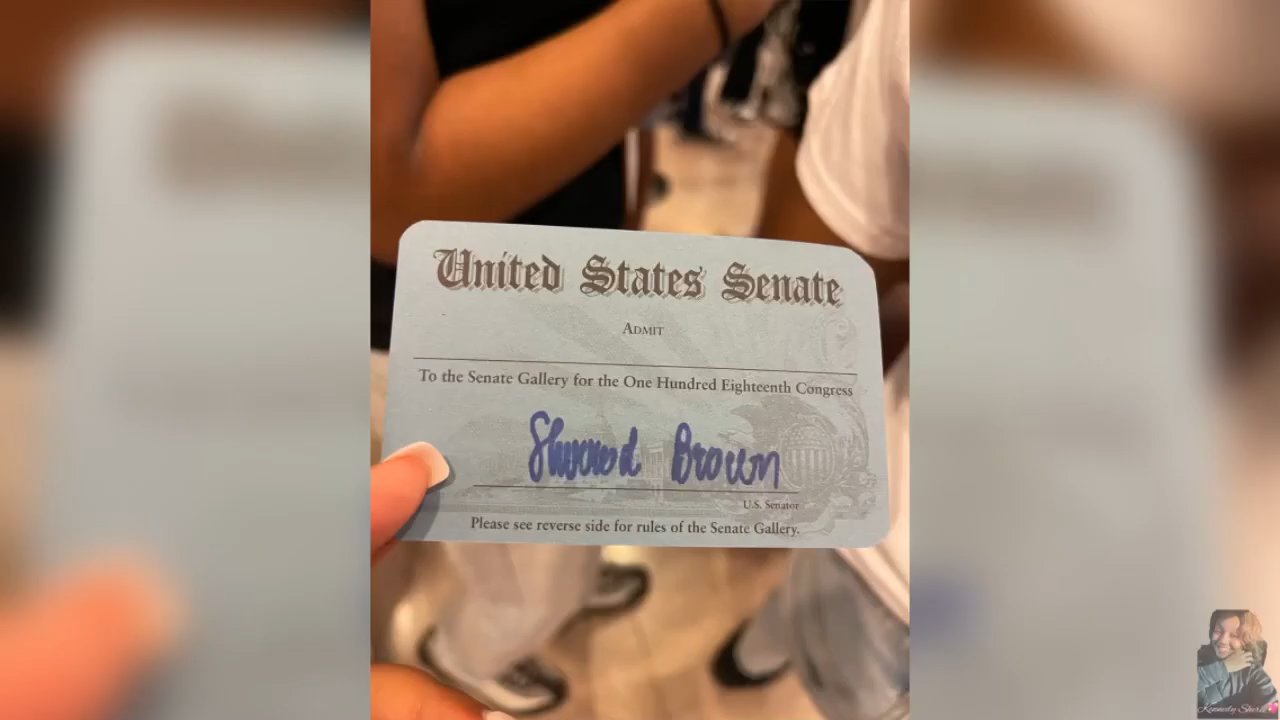 United States Senate
ADMIT
To the Senate Gallery for the One Hundred Eighteenth Congress
Sherrod Brown
U.S. Senator
Please see reverse side for rules of the Senate Gallery.
Kennedy